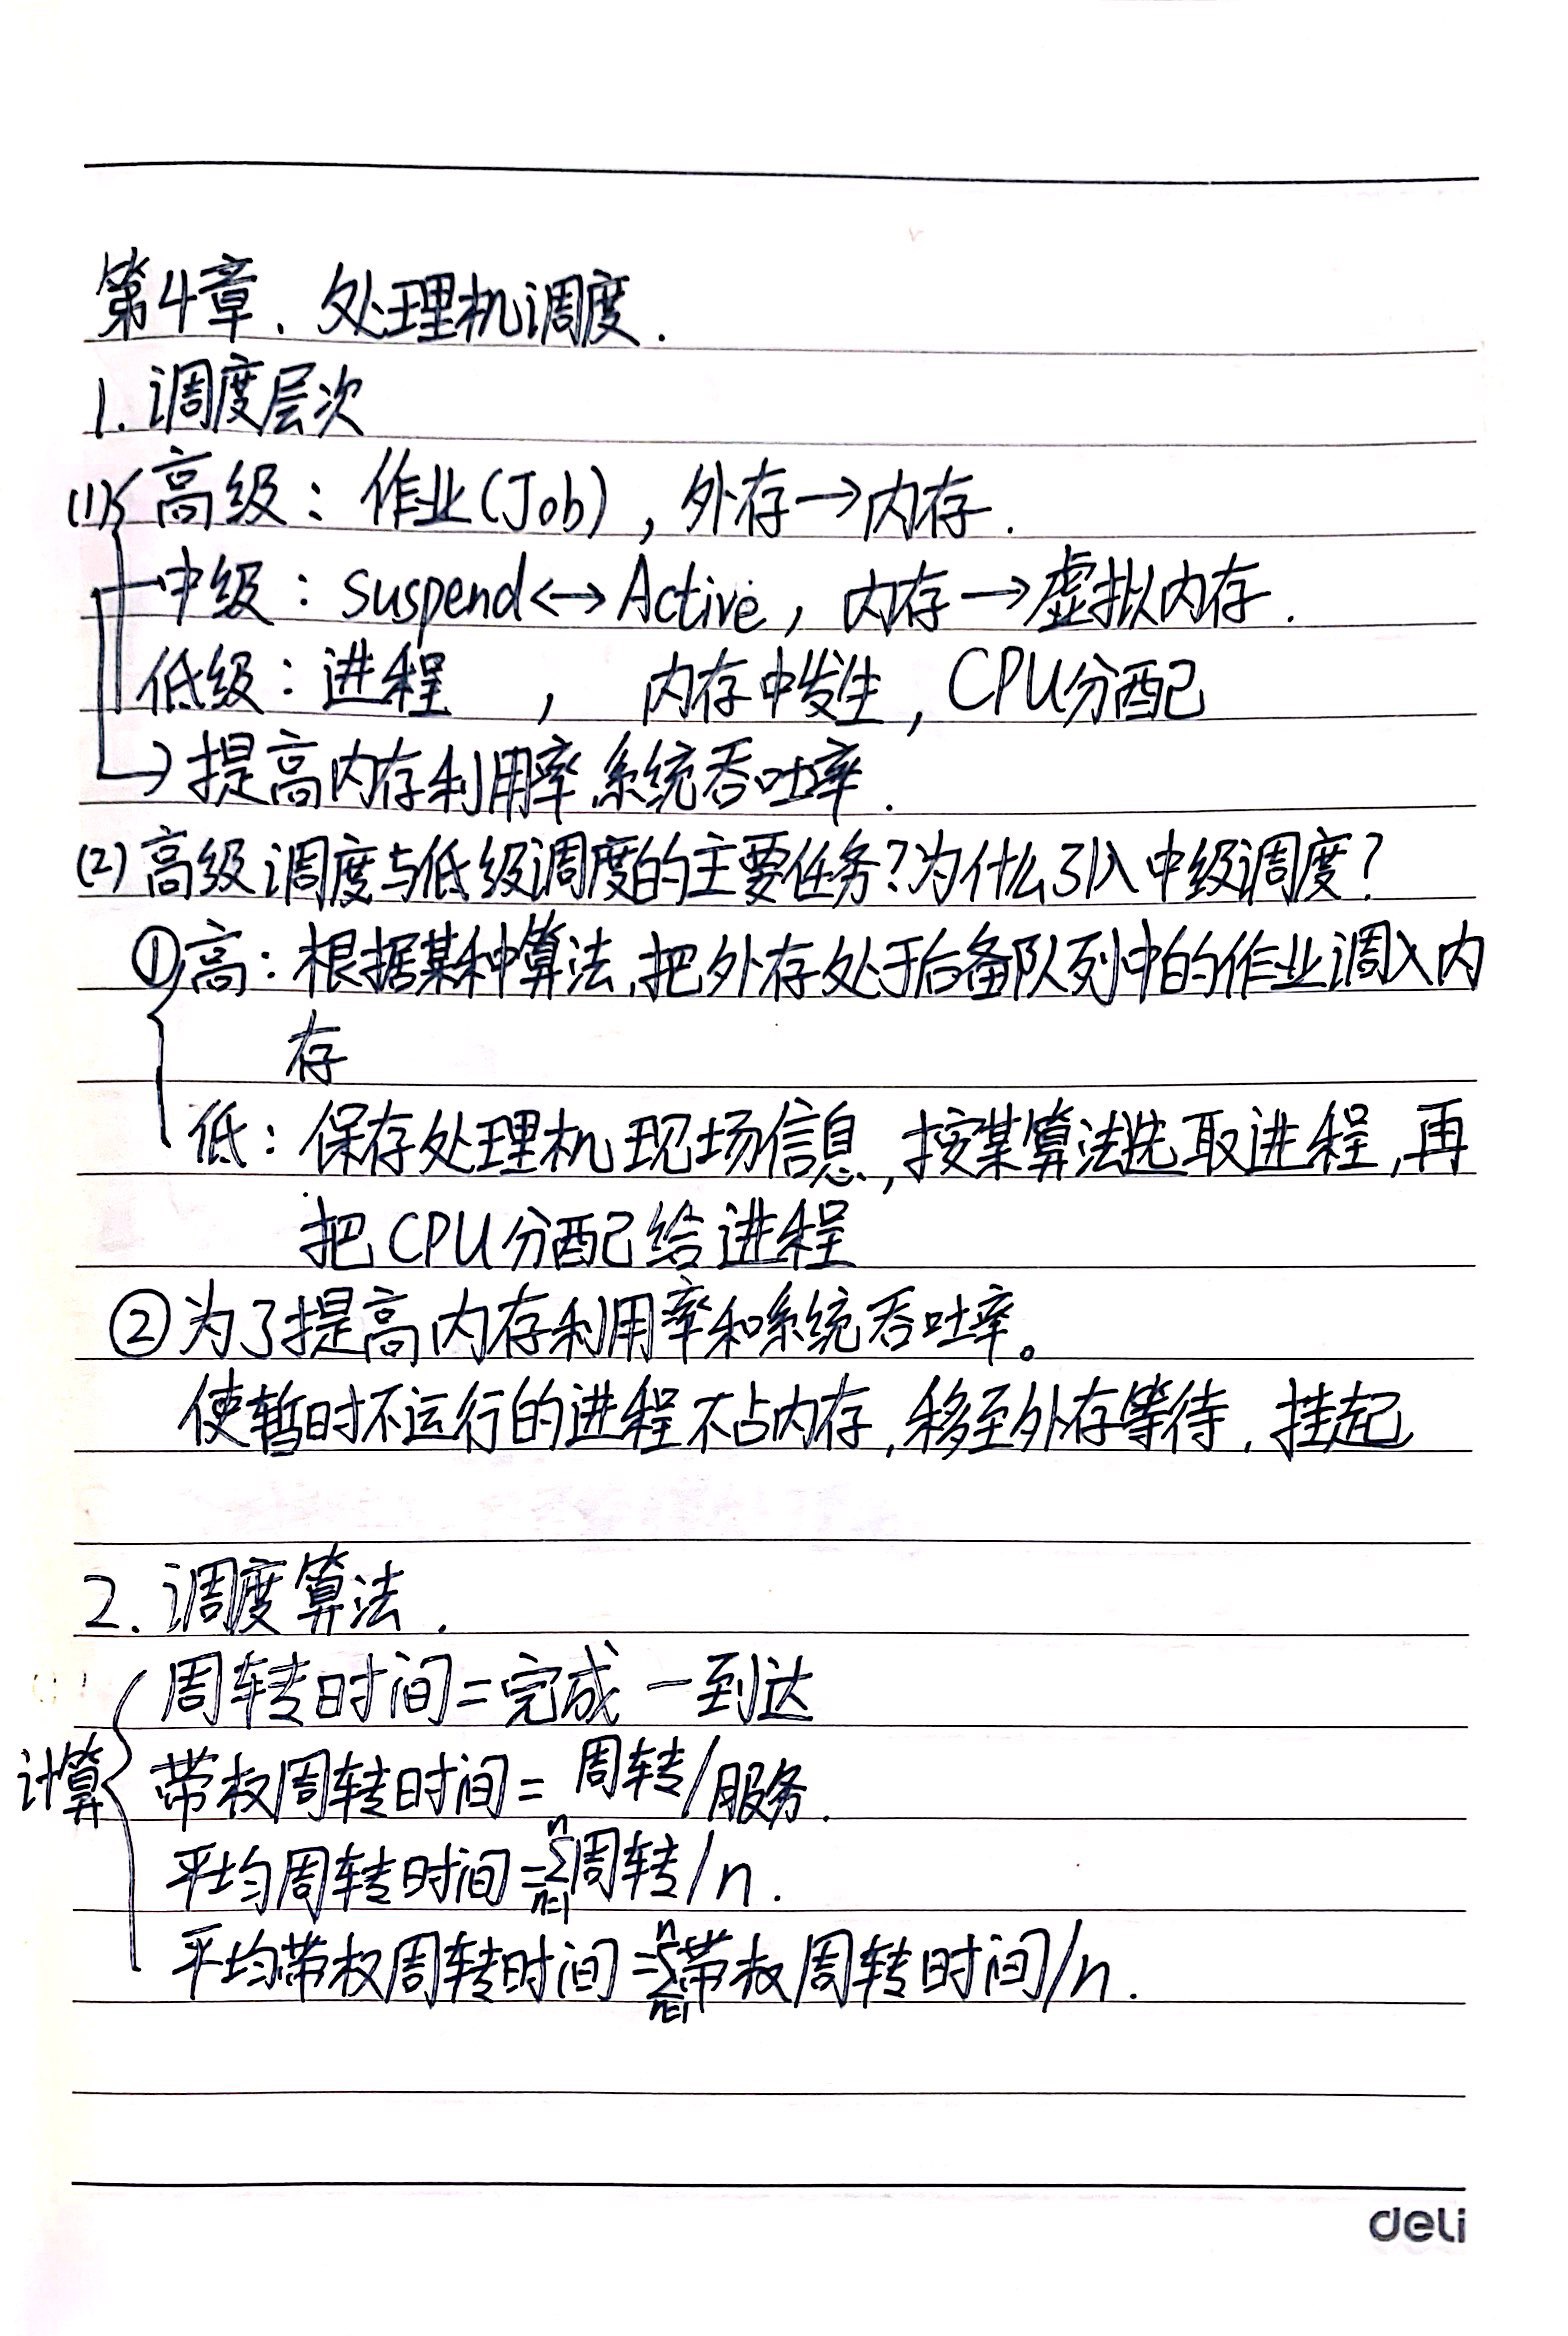 第4章、处理机调度.
1.调度层次
(1) 高级：作业(Job)，外存→内存.
中级：suspend<->Active，内存→虚拟内存.
低级：进程 ， 内存中发生，CPU分配
→提高内存利用率.系统吞吐率.
(2)高级调度与低级调度的主要任务?为什么引入中级调度?
①高：根据某种算法,把外存处于后备队列中的作业调入内
存
低：保存处理机现场信息,按某算法选取进程,再
把CPU分配给进程
②为了提高内存利用率和系统吞吐率。
使暂时不运行的进程不占内存,移至外存等待.挂起
2.调度算法.
周转时间=完成-到达
计算
带权周转时间=周转/服务.
平均周转时间=∑_{n=1}^{n}周转/n.
平均带权周转时间=∑_{n=1}^{n}带权周转时间/n.
deli